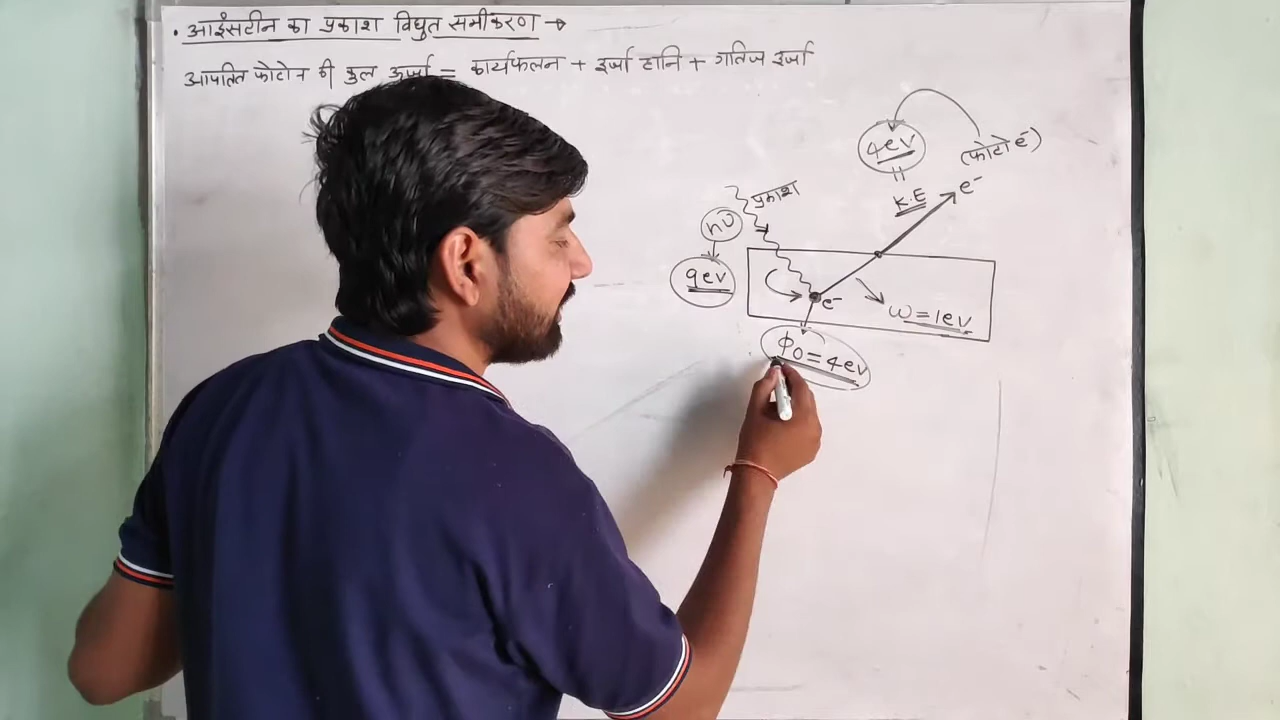 • आइंसटीन का प्रकाश विद्युत समीकरण →
आपतित फोटोन की कुल ऊर्जा = कार्यफलन + ऊर्जा हानि + गतिज ऊर्जा
4ev
(फोटो e-)
=
K.E
e-
प्रकाश
hν
9ev
e-
ω = 1ev
ϕ0 = 4ev